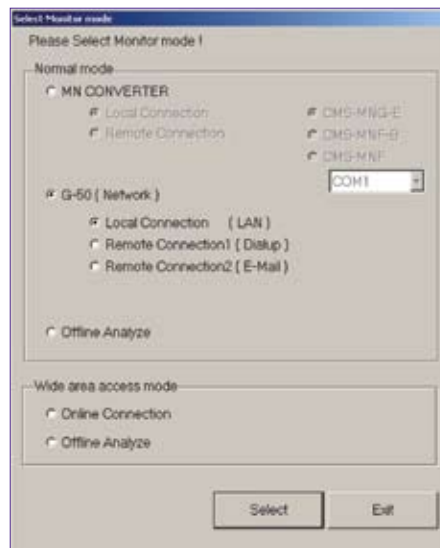 Select Monitor mode
Please Select Monitor mode !
Normal mode
MN CONVERTER
Local Connection
CMS-MNG-E
Remote Connection
CMS-MNF-B
CMS-MNF
COM1
G-50 ( Network )
Local Connection ( LAN )
Remote Connection1 ( Dialup )
Remote Connection2 ( E-Mail )
Offline Analyze
Wide area access mode
Online Connection
Offline Analyze
Select
Exit